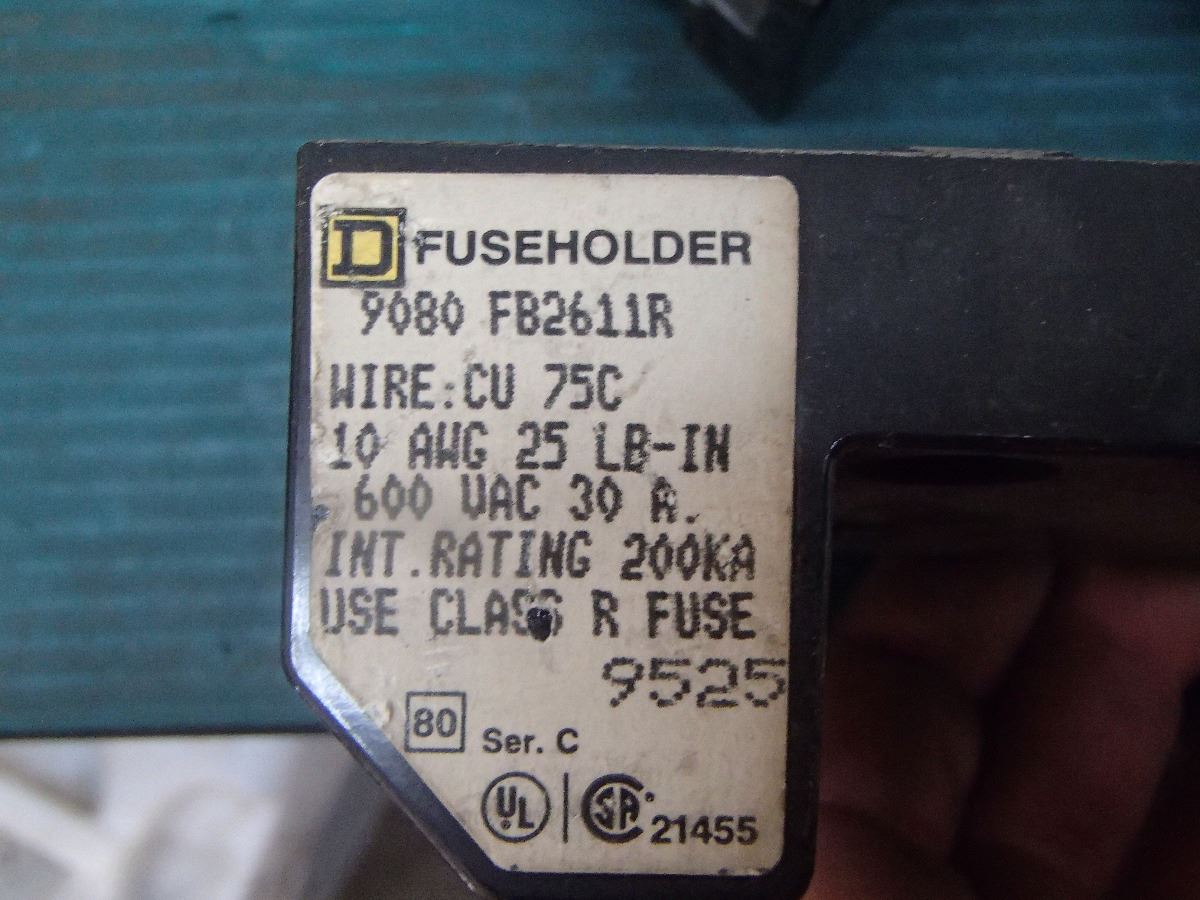 D FUSEHOLDER
9080 FB2611R
WIRE:CU 75C
10 AWG 25 LB-IN
600 VAC 30 A.
INT.RATING 200KA
USE CLASS R FUSE
9525
80 Ser. C
UL SA 21455